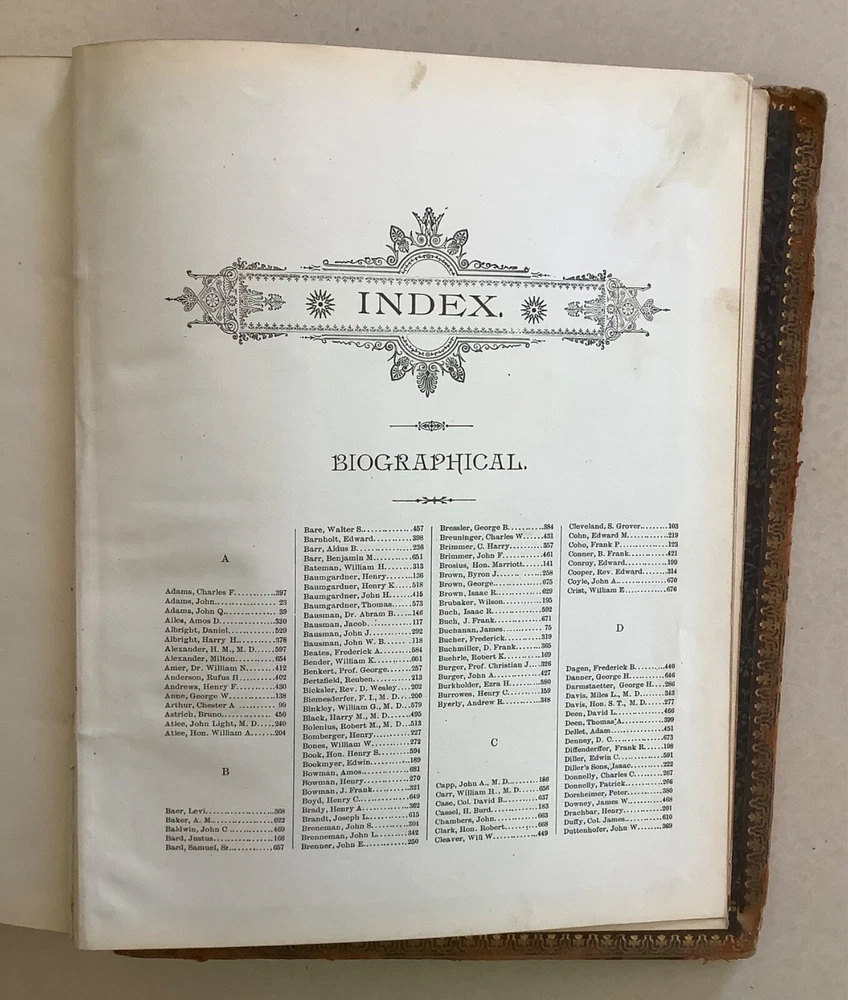 INDEX.
BIOGRAPHICAL.
A
Adams, Charles F. 397
Adams, John 23
Adams, John Q. 39
Ailes, Amos D. 320
Albright, Daniel 529
Albright, Harry H. 378
Alexander, H. M., M. D. 597
Alexander, Milton 654
Amer, Dr. William N. 412
Anderson, Rufus H. 402
Andrews, Henry F. 430
Anne, George W. 138
Arthur, Chester A. 99
Astrich, Bruno 450
Atlee, John Light, M. D. 240
Atlee, Hon. William A. 204
B
Baer, Levi 368
Baker, A. M. 622
Baldwin, John C 469
Bard, Justus 168
Bard, Samuel, Sr. 657
Bare, Walter S. 457
Barnholt, Edward 398
Barr, Aldus B. 236
Barr, Benjamin M. 651
Bateman, William H. 313
Baumgardner, Henry 136
Baumgardner, Henry K. 518
Baumgardner, John H. 415
Baumgardner, Thomas 573
Bausman, Dr. Abram B. 146
Bausman, Jacob 117
Bausman, John J. 292
Bausman, John W. B. 118
Beates, Frederick A. 584
Bender, William K. 661
Benkert, Prof. George 257
Bertzfield, Reuben 213
Bicksler, Rev. D. Wesley 202
Biemesderfer, F. I., M. D. 200
Binkley, William G., M. D. 579
Black, Harry M., M. D. 495
Bolenius, Robert M., M. D. 513
Bomberger, Henry 227
Bones, William W. 272
Book, Hon. Henry S. 504
Bookmyer, Edwin 189
Bowman, Amos 681
Bowman, Henry 270
Bowman, J. Frank 321
Boyd, Henry C. 649
Brady, Henry A. 362
Brandt, Joseph L. 615
Breneman, John S. 304
Brenneman, John L. 342
Brenner, John E. 250
Bressler, George B. 384
Breuninger, Charles W. 431
Brimmer, C. Harry 357
Brimmer, John F. 461
Brosius, Hon. Marriott 141
Brown, Byron J. 258
Brown, George 675
Brown, Isaac R. 629
Brubaker, Wilson 195
Buch, Isaac R. 592
Buch, J. Frank 671
Buchanan, James 75
Bucher, Frederick 319
Buchmiller, D. Frank 365
Buehrle, Robert K. 169
Burger, Prof. Christian J. 326
Burger, John A. 427
Burkholder, Ezra H. 580
Burrowes, Henry C. 159
Byerly, Andrew R. 348
C
Capp, John A., M. D. 186
Carr, William H., M. D. 656
Case, Col. David B. 637
Cassel, H. Burd 183
Chambers, John 663
Clark, Hon. Robert 668
Cleaver, Will W. 449
Cleveland, S. Grover 103
Cohn, Edward M. 219
Coho, Frank P. 123
Conner, B. Frank 421
Conroy, Edward 199
Cooper, Rev. Edward 314
Coyle, John A. 670
Crist, William E. 676
D
Dagen, Frederick B. 440
Danner, George H. 646
Darmstaetter, George H. 286
Davis, Miles L., M. D. 343
Davis, Hon. S. T., M. D. 277
Deen, David L. 466
Deen, Thomas A. 399
Dellet, Adam 451
Denney, D. C. 673
Diffenderffer, Frank R. 198
Diller, Edwin C. 591
Diller's Sons, Isaac 222
Donnelly, Charles C. 267
Donnelly, Patrick 266
Dorsheimer, Peter 380
Downey, James W. 468
Drachbar, Henry 261
Duffy, Col. James 610
Duttenhofer, John W. 369